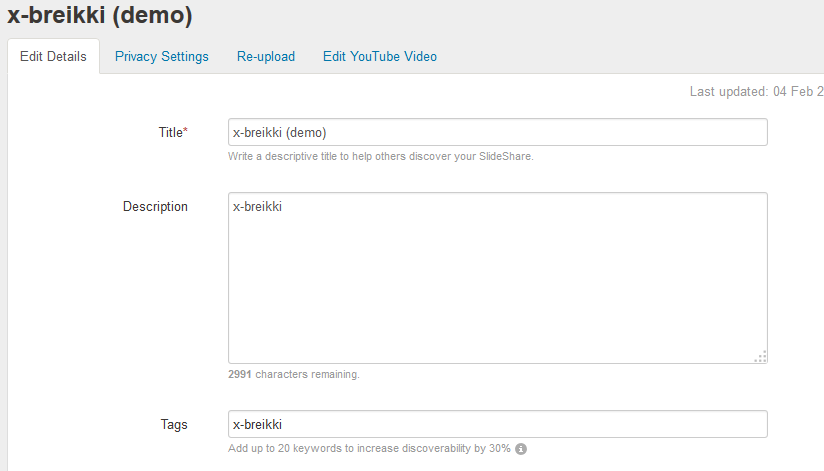 x-breikki (demo)
Edit Details Privacy Settings Re-upload Edit YouTube Video
Last updated: 04 Feb 2
Title*
x-breikki (demo)
Write a descriptive title to help others discover your SlideShare.
Description
x-breikki
2991 characters remaining.
Tags
x-breikki
Add up to 20 keywords to increase discoverability by 30%